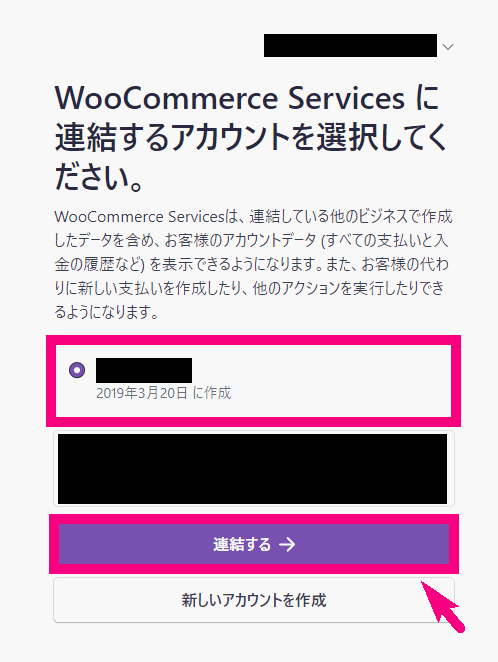 WooCommerce Services に
連結するアカウントを選択してく
ださい。
WooCommerce Servicesは、連結している他のビジネスで作成
したデータを含め、お客様のアカウントデータ (すべての支払いと入
金の履歴など) を表示できるようになります。また、お客様の代わ
りに新しい支払いを作成したり、他のアクションを実行したりでき
るようになります。
2019年3月20日 に作成
連結する →
新しいアカウントを作成